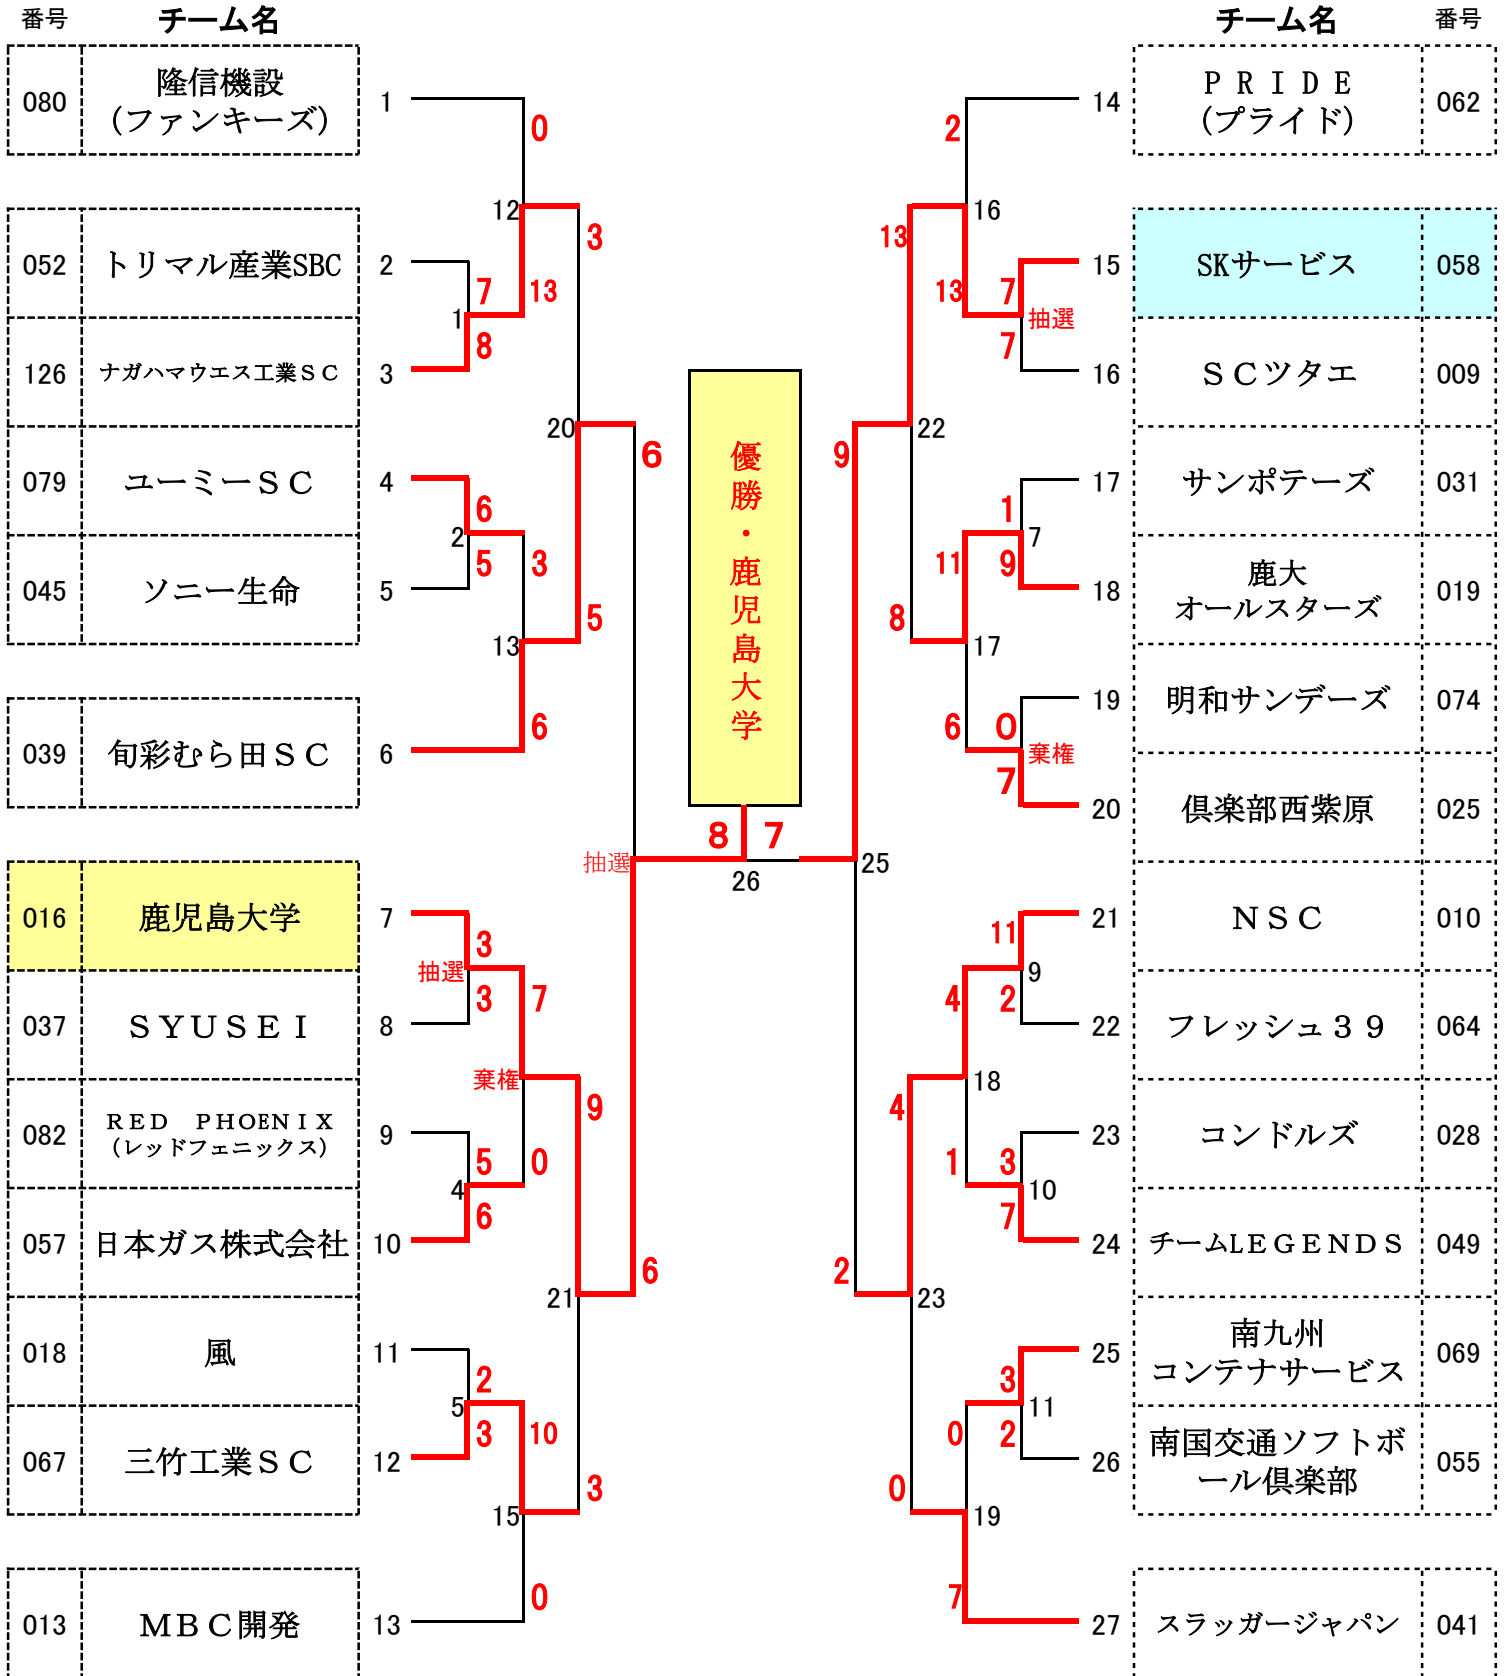 番号 チーム名
080 隆信機設
(ファンキーズ) 1
0
12
3
052 トリマル産業SBC 2
7
13
1
8
126 ナガハマウエス工業ＳＣ 3
20
6
079 ユーミーＳＣ 4
6
2
5
3
045 ソニー生命 5
5
13
6
039 旬彩むら田ＳＣ 6
抽選
016 鹿児島大学 7
3
抽選
3
7
037 ＳＹＵＳＥＩ 8
棄権
9
082 ＲＥＤ ＰＨＯＥＮＩＸ
(レッドフェニックス) 9
5
0
4
6
057 日本ガス株式会社 10
6
21
018 風 11
2
5
3
10
067 三竹工業ＳＣ 12
3
15
0
013 ＭＢＣ開発 13
優勝・鹿児島大学
8 7
26
チーム名 番号
14 ＰＲＩＤＥ
(プライド) 062
2
16
13
15 SKサービス 058
13
7
抽選
7
16 ＳＣツタエ 009
22
9
17 サンポテーズ 031
1
7
11
9
18 鹿大
オールスターズ 019
8
17
19 明和サンデーズ 074
6
0
棄権
7
20 倶楽部西紫原 025
25
21 ＮＳＣ 010
11
9
4
2
22 フレッシュ３９ 064
18
4
23 コンドルズ 028
1
3
10
7
24 チームＬＥＧＥＮＤＳ 049
2
23
25 南九州
コンテナサービス 069
3
11
0
2
26 南国交通ソフトボ
ール倶楽部 055
0
19
7
27 スラッガージャパン 041